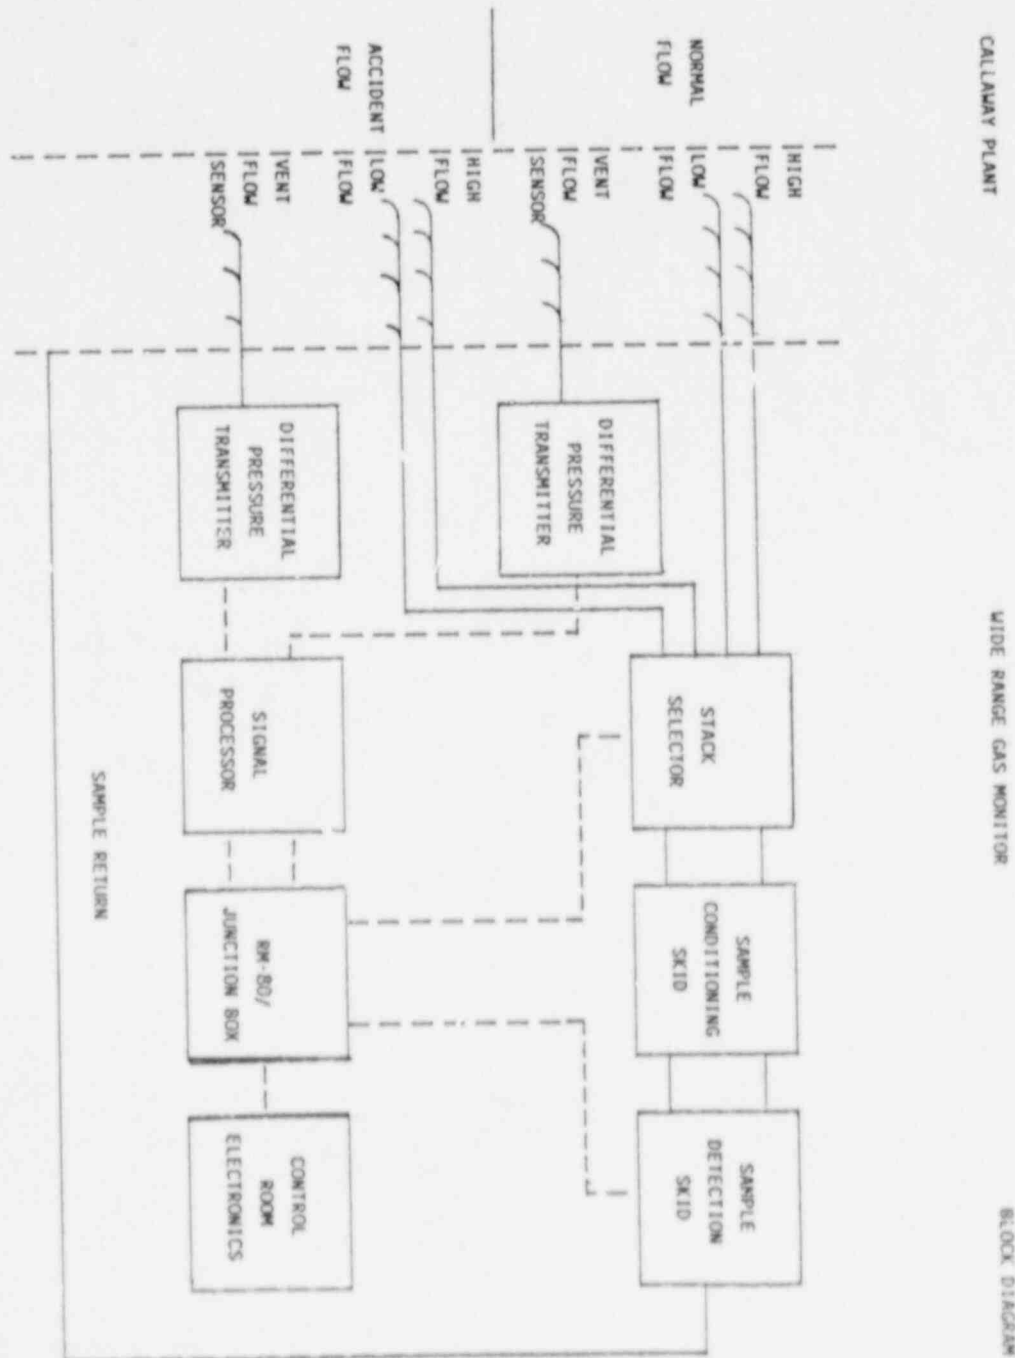 CALLAWAY PLANT
WIDE RANGE GAS MONITOR
BLOCK DIAGRAM
NORMAL
FLOW
HIGH
FLOW
LOW
FLOW
VENT
FLOW
SENSOR
ACCIDENT
FLOW
HIGH
FLOW
LOW
FLOW
VENT
FLOW
SENSOR
STACK
SELECTOR
SAMPLE
CONDITIONING
SKID
SAMPLE
DETECTION
SKID
DIFFERENTIAL
PRESSURE
TRANSMITTER
DIFFERENTIAL
PRESSURE
TRANSMITTER
SIGNAL
PROCESSOR
RM-80/
JUNCTION BOX
CONTROL
ROOM
ELECTRONICS
SAMPLE RETURN